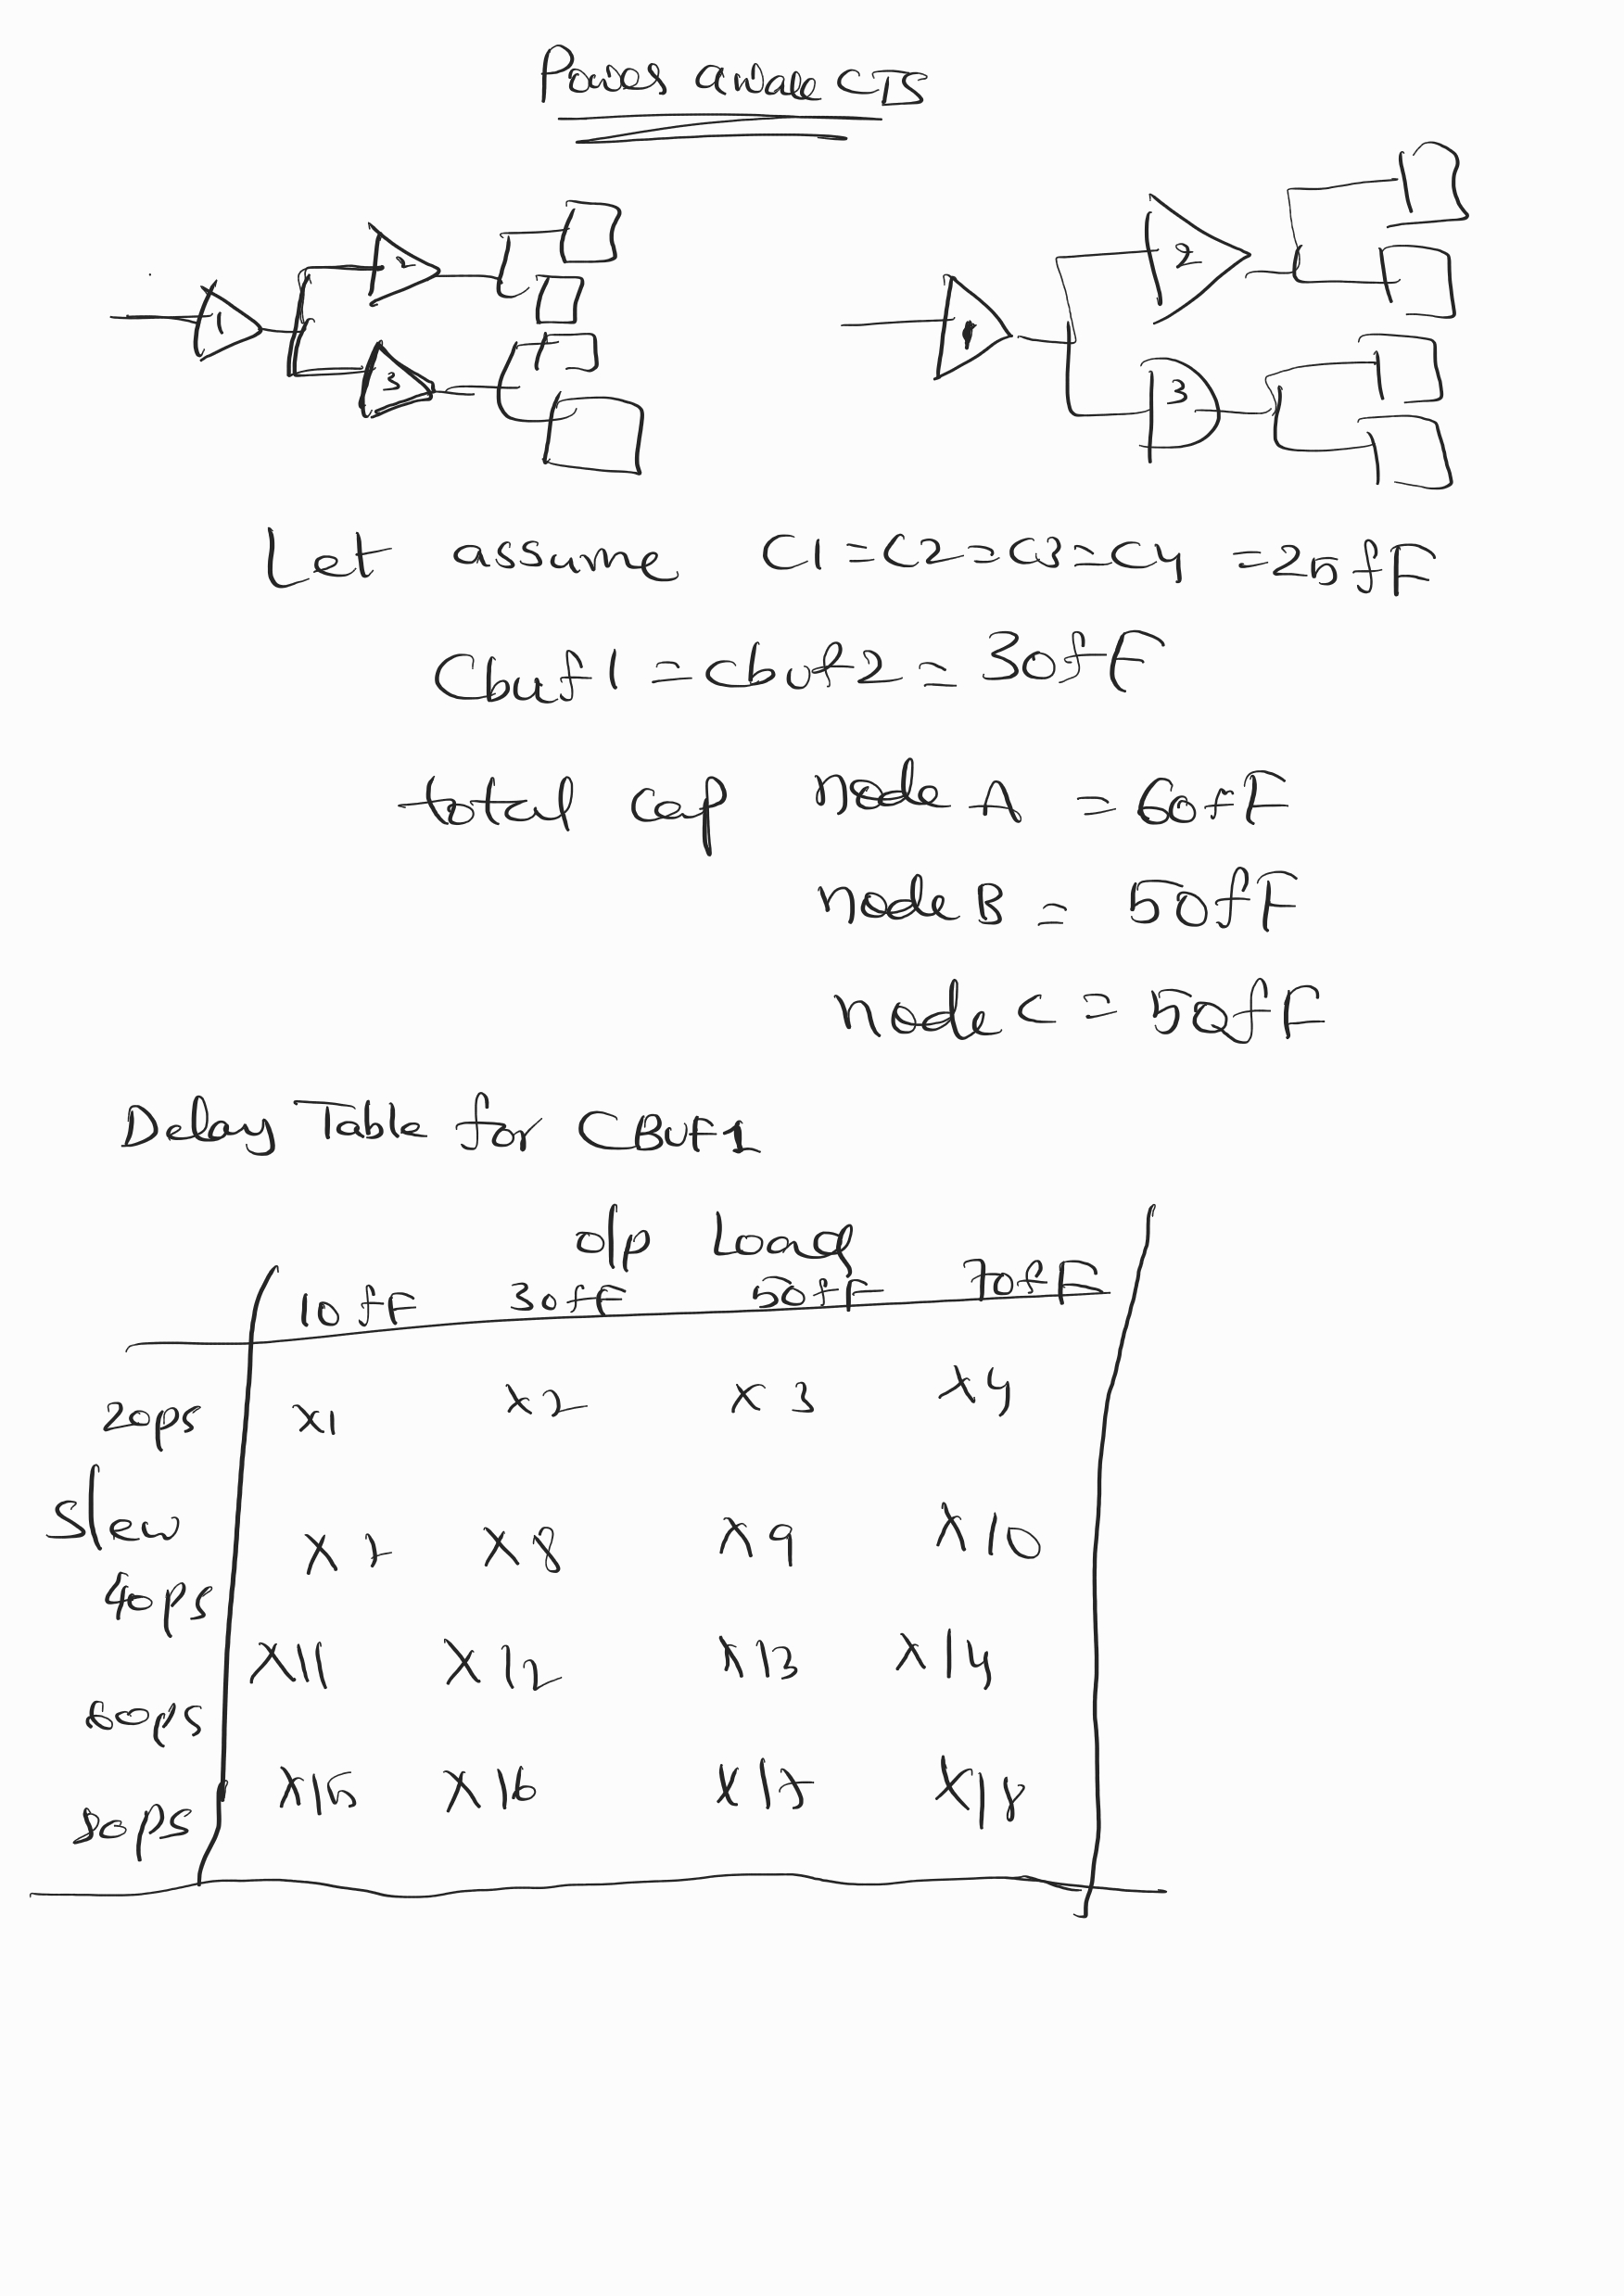 Power aware CTS
1
2
3
1
2
3
Let assume C1=C2=C3=C4 =25fF
Cbuf1 =cbuf2 = 30fF
total cap node A = 60fF
node B = 50fF
node C = 50fF
Delay Table for CBuf1
o/p Load
10fF 30fF 50fF 70fF
20ps x1 x2 x3 x4
Slew
x7 x8 x9 x10
40ps
x11 x12 x13 x14
60ps
x15 x16 x17 x18
80ps